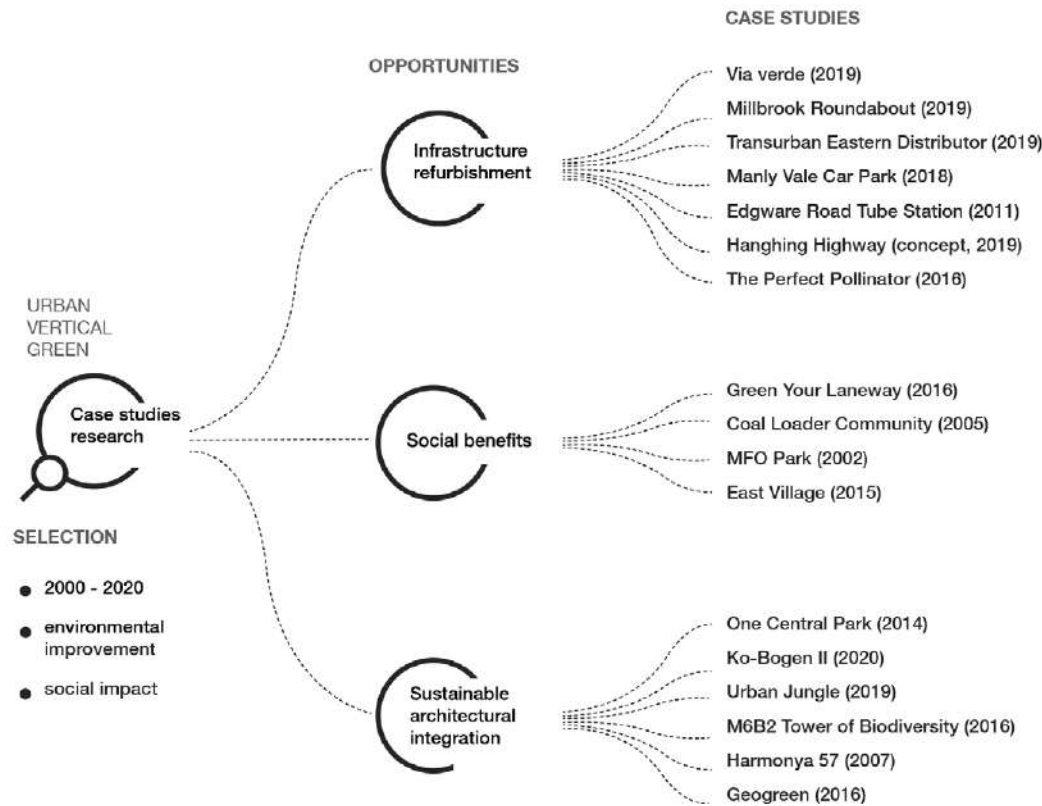 CASE STUDIES
OPPORTUNITIES
Via verde (2019)
Millbrook Roundabout (2019)
Infrastructure
refurbishment
Transurban Eastern Distributor (2019)
Manly Vale Car Park (2018)
Edgware Road Tube Station (2011)
Hanghing Highway (concept, 2019)
The Perfect Pollinator (2016)
URBAN
VERTICAL
GREEN
Case studies
research
Social benefits
Green Your Laneway (2016)
Coal Loader Community (2005)
MFO Park (2002)
East Village (2015)
SELECTION
2000 - 2020
environmental
improvement
social impact
Sustainable
architectural
integration
One Central Park (2014)
Ko-Bogen II (2020)
Urban Jungle (2019)
M6B2 Tower of Biodiversity (2016)
Harmonya 57 (2007)
Geogreen (2016)